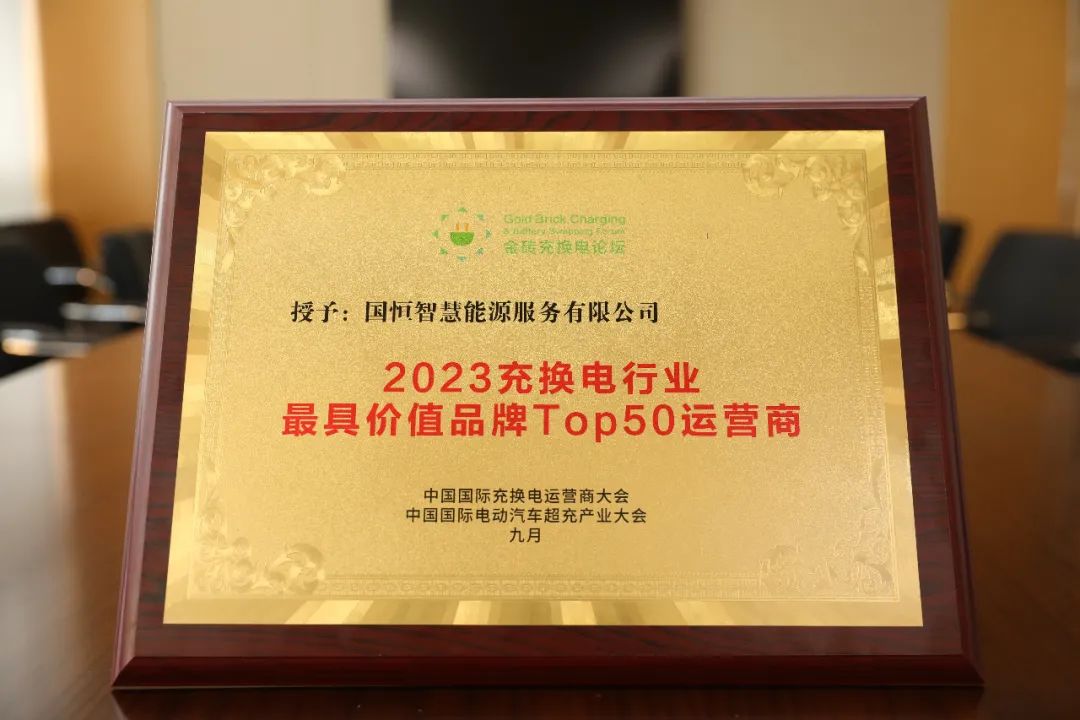 Gold Brick Charging
& Battery Swapping Forum
金砖充换电论坛
授予：国恒智慧能源服务有限公司
2023充换电行业
最具价值品牌Top50运营商
中国国际充换电运营商大会
中国国际电动汽车超充产业大会
九月